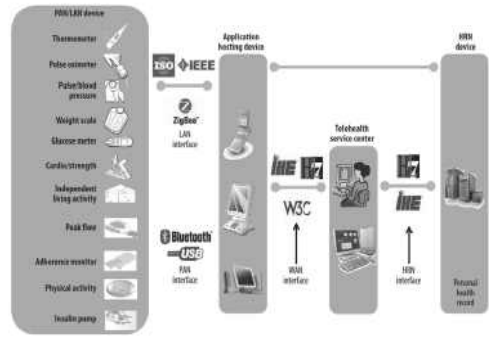 PAN/LAN device
Thermometer
Pulse oximeter
Pulse/blood
pressure
Weight scale
Glucose meter
Cardio/strength
Independent
living activity
Peak flow
Adherence monitor
Physical activity
Insulin pump
ISO IEEE
ZigBee
LAN
interface
Bluetooth
USB
PAN
interface
Application
hosting device
IHE H7
W3C
WAN
interface
Telehealth
service center
H7
IHE
HRN
interface
HRN
device
Personal
health
record